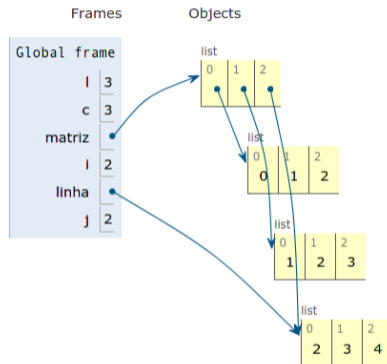 Frames Objects
Global frame
l 3
c 3
matriz
i 2
linha
j 2
list
0 1 2
list
0 1 2
0 1 2
list
0 1 2
1 2 3
list
0 1 2
2 3 4